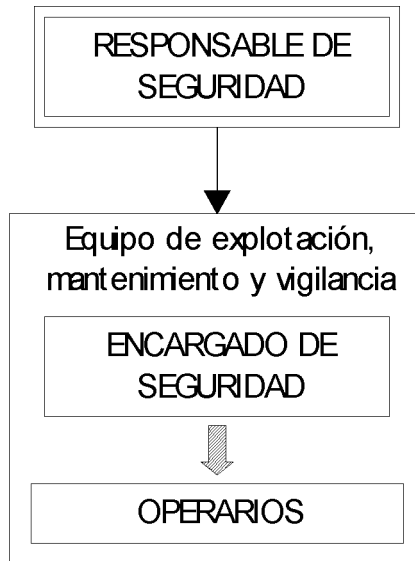 RESPONSABLE DE
SEGURIDAD
Equipo de explotación,
mantenimiento y vigilancia
ENCARGADO DE
SEGURIDAD
OPERARIOS